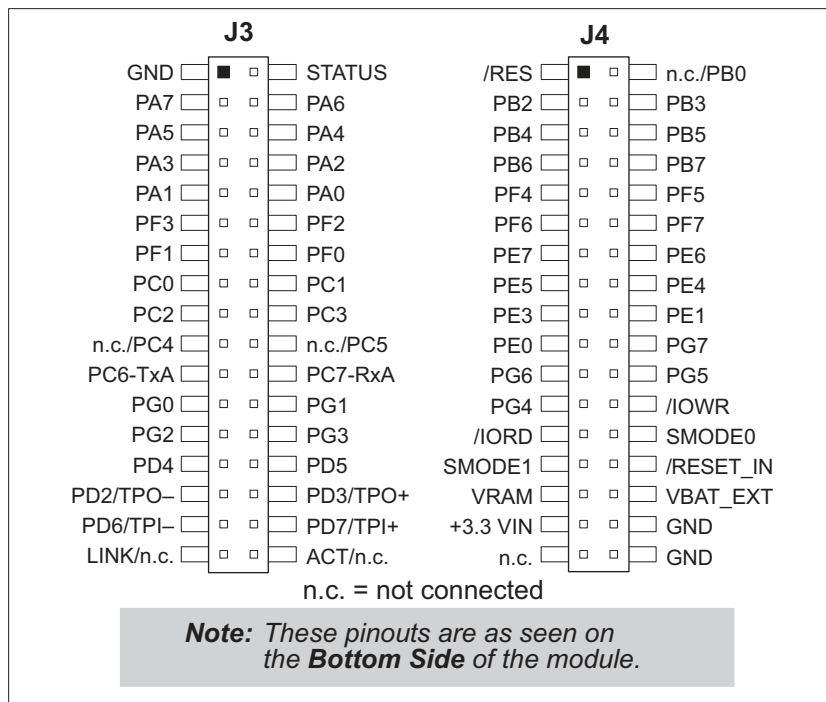 J3 J4
GND STATUS /RES n.c./PB0
PA7 PA6 PB2 PB3
PA5 PA4 PB4 PB5
PA3 PA2 PB6 PB7
PA1 PA0 PF4 PF5
PF3 PF2 PF6 PF7
PF1 PF0 PE7 PE6
PC0 PC1 PE5 PE4
PC2 PC3 PE3 PE1
n.c./PC4 n.c./PC5 PE0 PG7
PC6-TxA PC7-RxA PG6 PG5
PG0 PG1 PG4 /IOWR
PG2 PG3 /IORD SMODE0
PD4 PD5 SMODE1 /RESET_IN
PD2/TPO– PD3/TPO+ VRAM VBAT_EXT
PD6/TPI– PD7/TPI+ +3.3 VIN GND
LINK/n.c. ACT/n.c. n.c. GND
n.c. = not connected
Note: These pinouts are as seen on
the Bottom Side of the module.